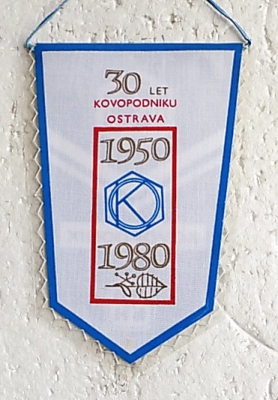 30 LET
KOVOPODNIKU
OSTRAVA
1950
K
1980